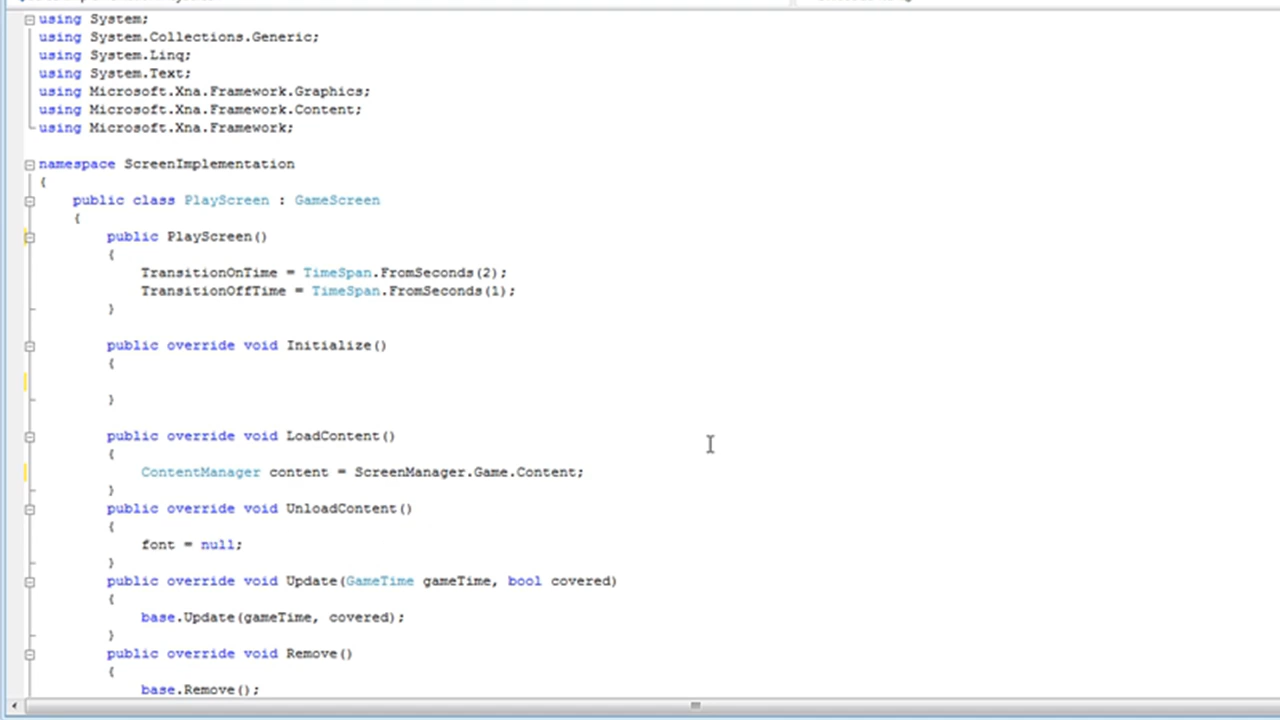 using System;
using System.Collections.Generic;
using System.Linq;
using System.Text;
using Microsoft.Xna.Framework.Graphics;
using Microsoft.Xna.Framework.Content;
using Microsoft.Xna.Framework;
namespace ScreenImplementation
{
public class PlayScreen : GameScreen
{
public PlayScreen()
{
TransitionOnTime = TimeSpan.FromSeconds(2);
TransitionOffTime = TimeSpan.FromSeconds(1);
}
public override void Initialize()
{
}
public override void LoadContent()
{
ContentManager content = ScreenManager.Game.Content;
}
public override void UnloadContent()
{
font = null;
}
public override void Update(GameTime gameTime, bool covered)
{
base.Update(gameTime, covered);
}
public override void Remove()
{
base.Remove();